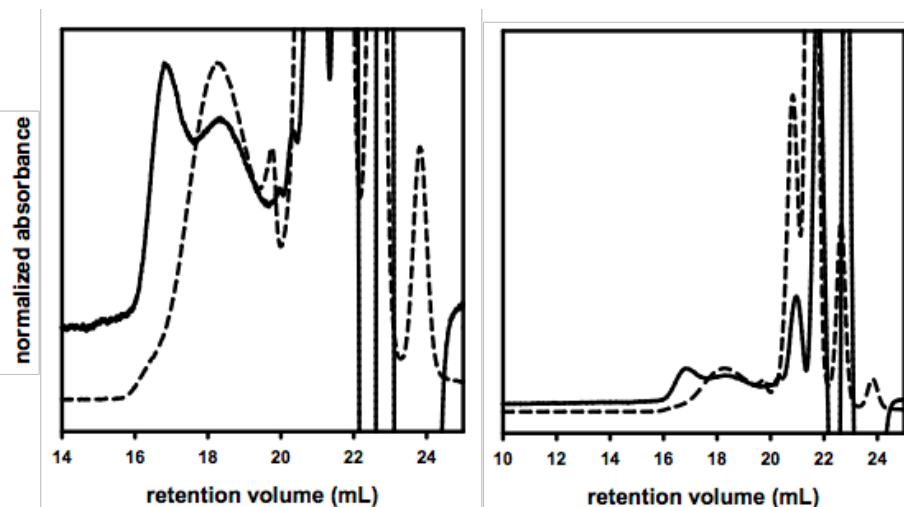 normalized absorbance
14 16 18 20 22 24
retention volume (mL)
10 12 14 16 18 20 22 24
retention volume (mL)